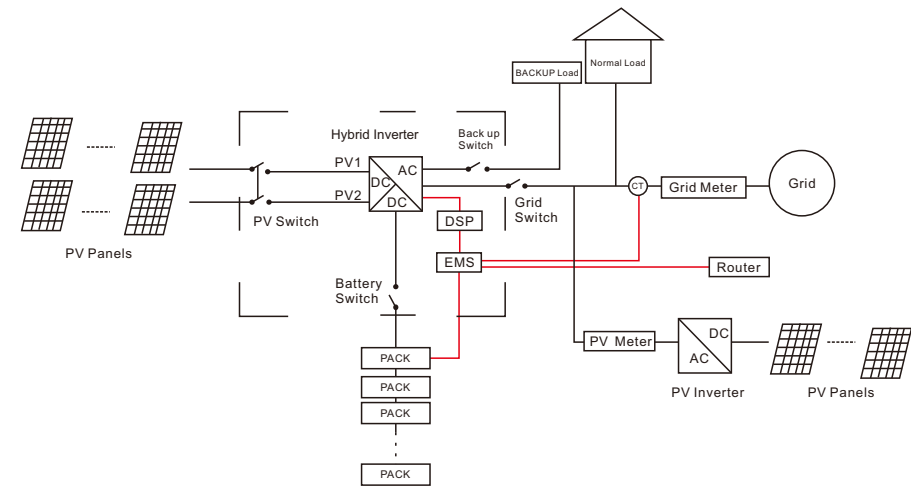 BACKUP Load
Normal Load
Hybrid Inverter
Back up
Switch
PV1
AC
DC
DC
PV2
PV Switch
PV Panels
Grid
Switch
CT
Grid Meter
Grid
DSP
EMS
Router
Battery
Switch
PV Meter
DC
AC
PV Inverter
PV Panels
PACK
PACK
PACK
PACK